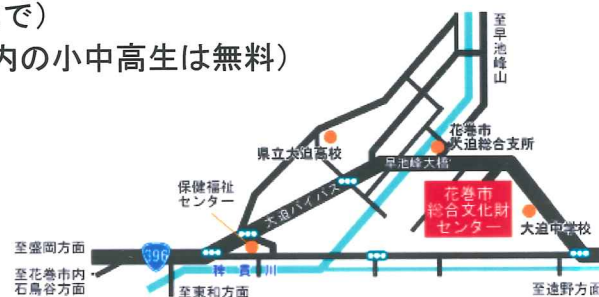 で）
内の小中高生は無料）
至早池峰山
花巻市
大迫総合支所
県立大迫高校
早池峰大橋
保健福祉
センター
大迫バイパス
花巻市
総合文化財
センター
大迫中学校
至盛岡方面
396
稗貫川
至花巻市内
石鳥谷方面
至東和方面
至遠野方面